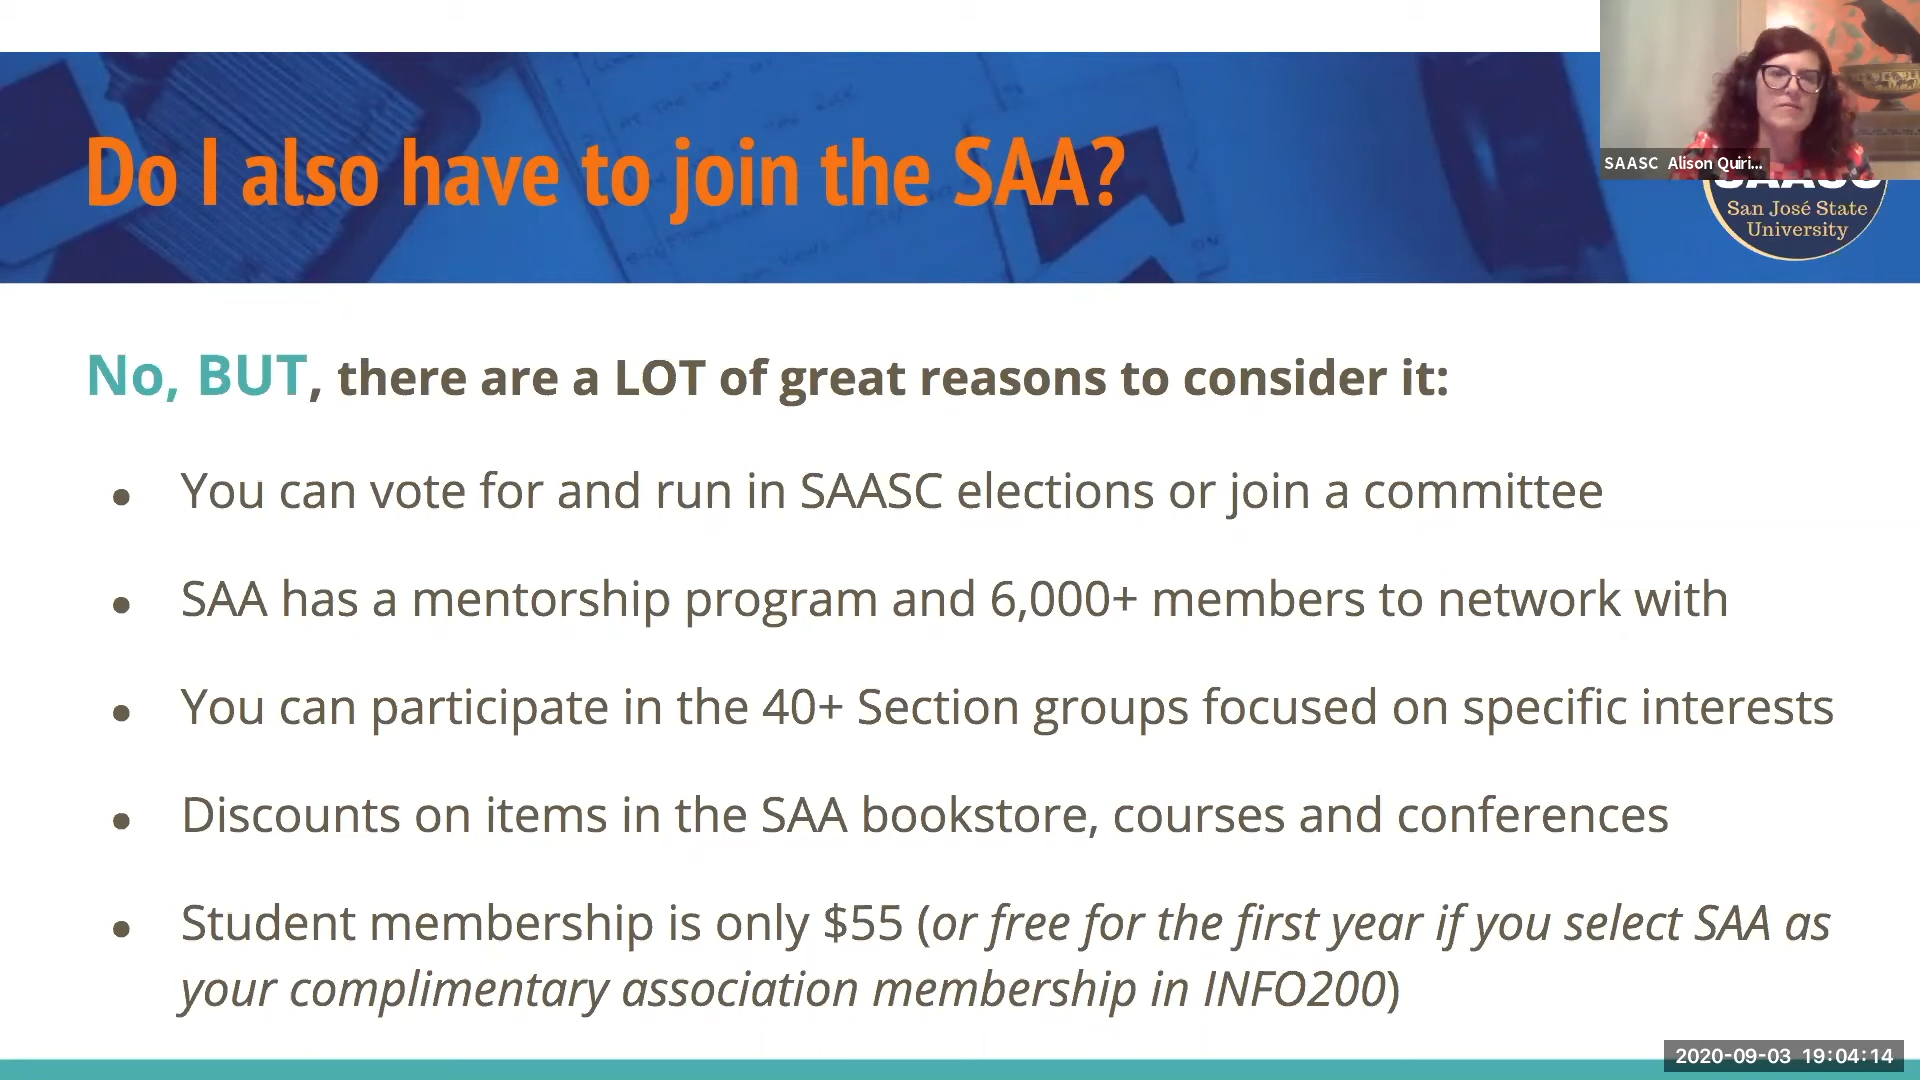 Do I also have to join the SAA?
SAASC Alison Quiri...
San José State
University
No, BUT, there are a LOT of great reasons to consider it:
● You can vote for and run in SAASC elections or join a committee
● SAA has a mentorship program and 6,000+ members to network with
● You can participate in the 40+ Section groups focused on specific interests
● Discounts on items in the SAA bookstore, courses and conferences
● Student membership is only $55 (or free for the first year if you select SAA as
your complimentary association membership in INFO200)
2020-09-03 19:04:14